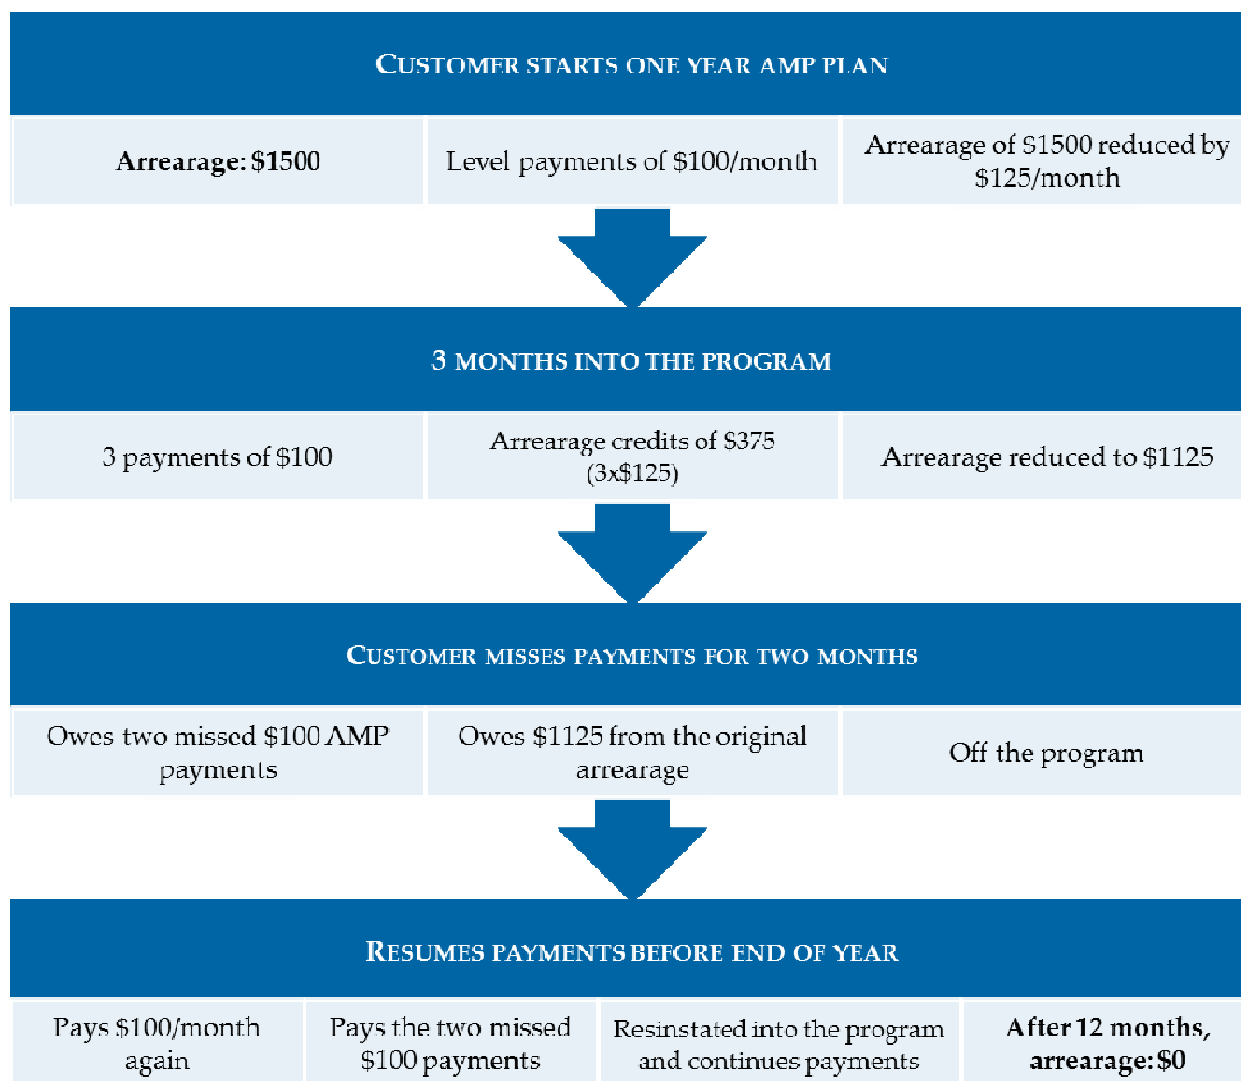 CUSTOMER STARTS ONE YEAR AMP PLAN
Arrearage: $1500
Level payments of $100/month
Arrearage of $1500 reduced by
$125/month
3 MONTHS INTO THE PROGRAM
3 payments of $100
Arrearage credits of $375
(3x$125)
Arrearage reduced to $1125
CUSTOMER MISSES PAYMENTS FOR TWO MONTHS
Owes two missed $100 AMP
payments
Owes $1125 from the original
arrearage
Off the program
RESUMES PAYMENTS BEFORE END OF YEAR
Pays $100/month
again
Pays the two missed
$100 payments
Resinstated into the program
and continues payments
After 12 months,
arrearage: $0